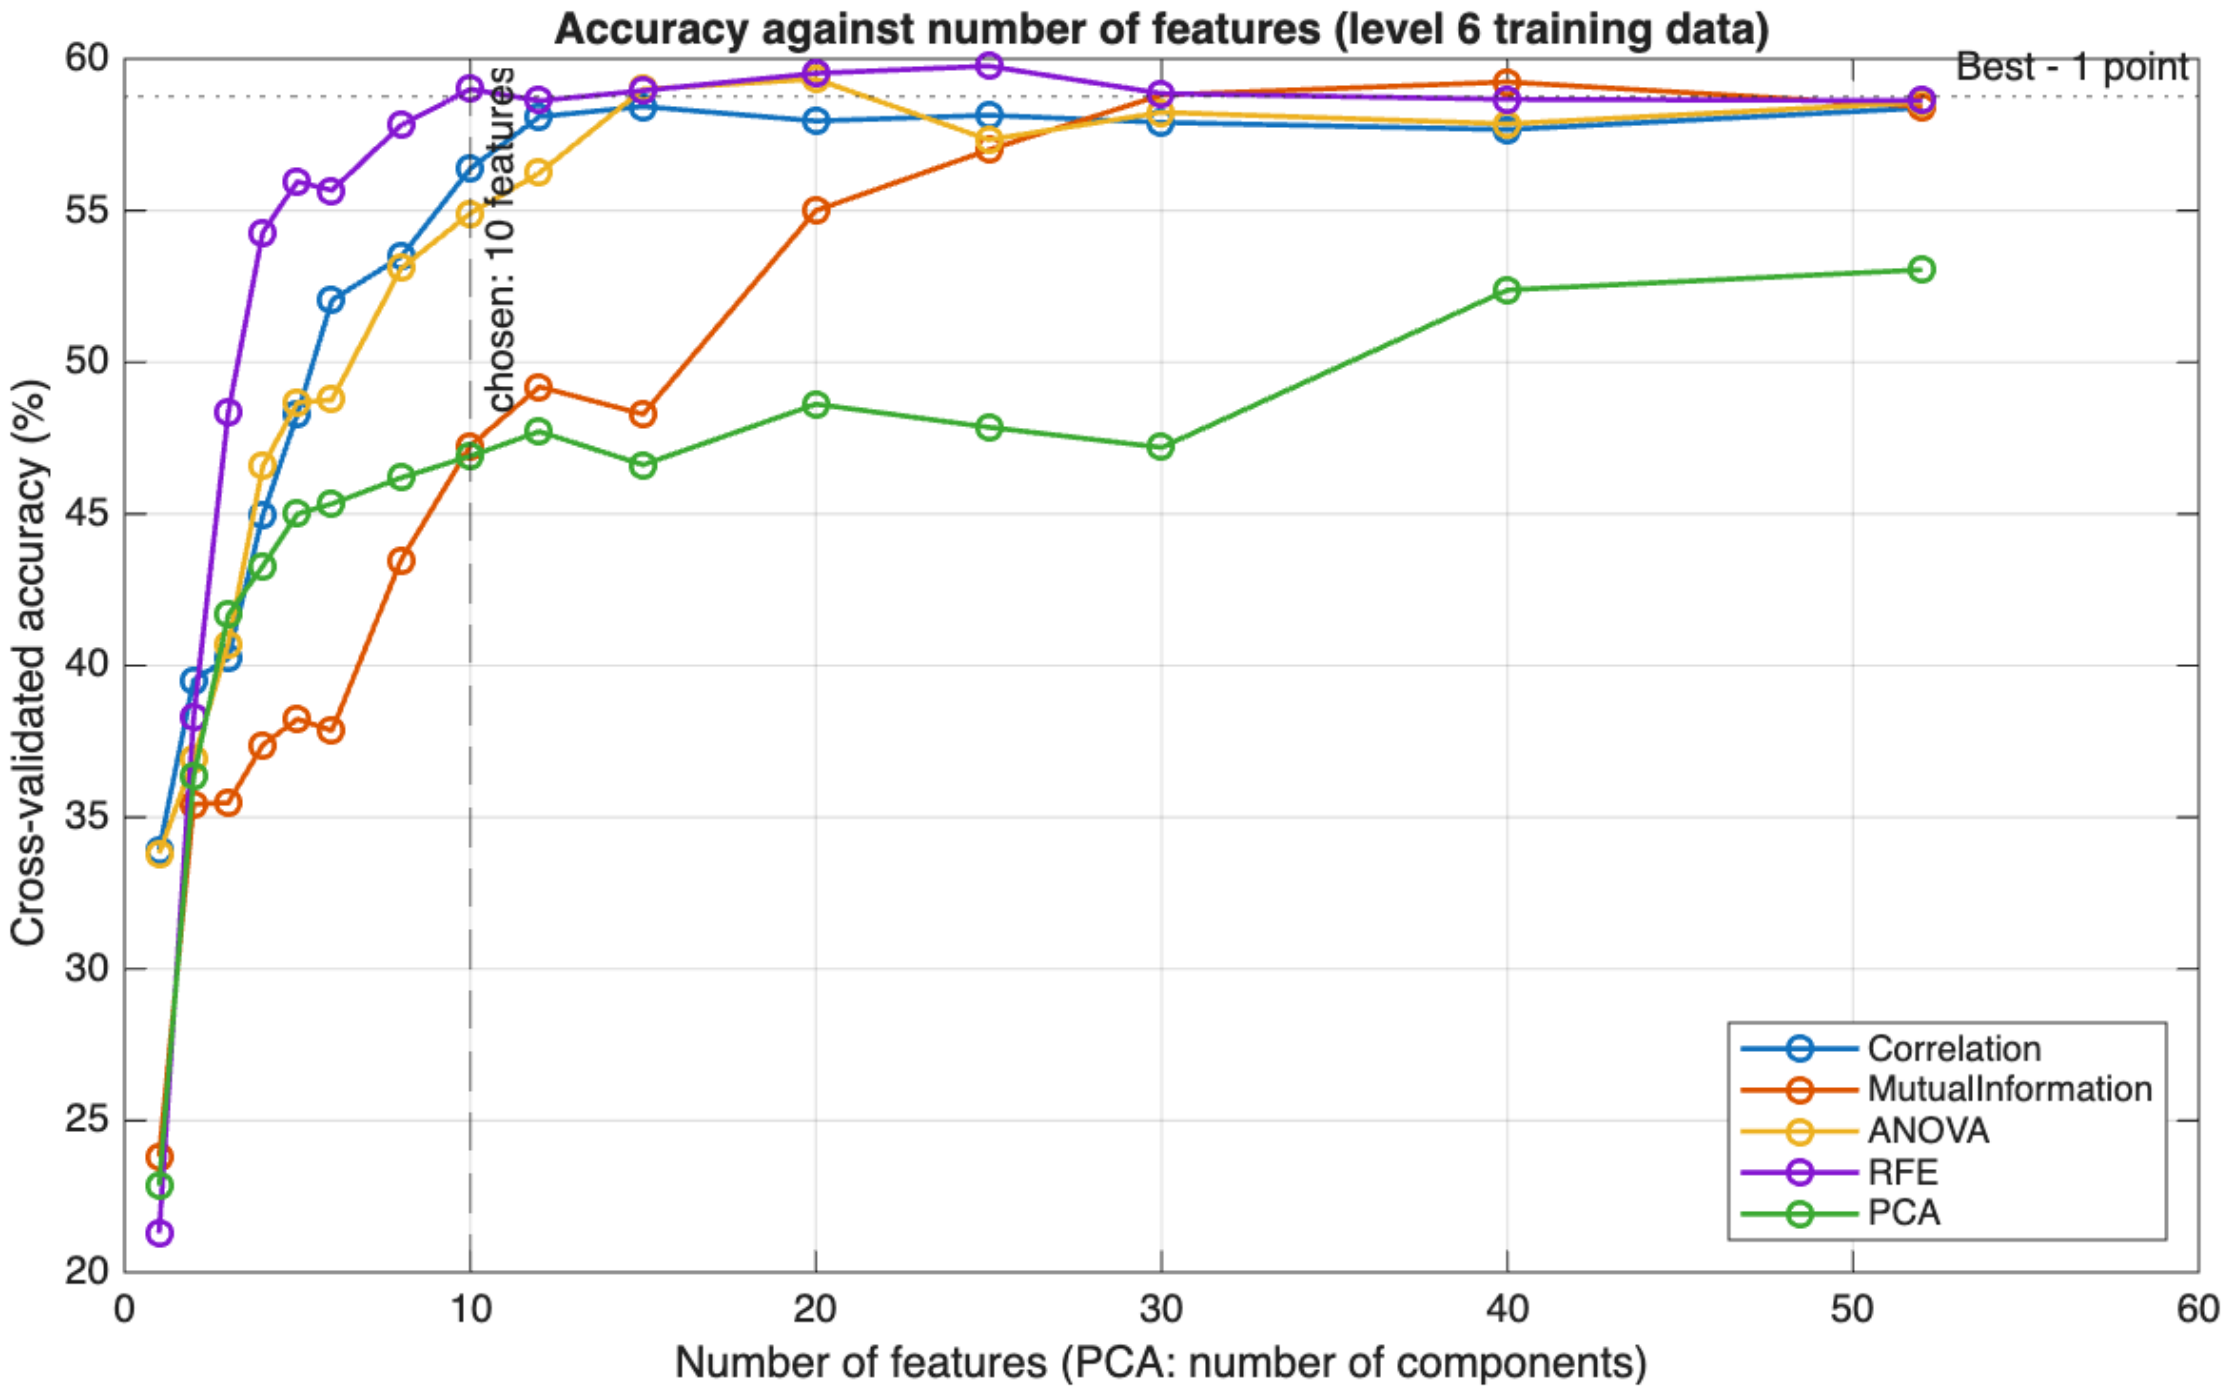 Accuracy against number of features (level 6 training data)
Best - 1 point
chosen: 10 features
Cross-validated accuracy (%)
60
55
50
45
40
35
30
25
20
0 10 20 30 40 50 60
Number of features (PCA: number of components)
Correlation
MutualInformation
ANOVA
RFE
PCA